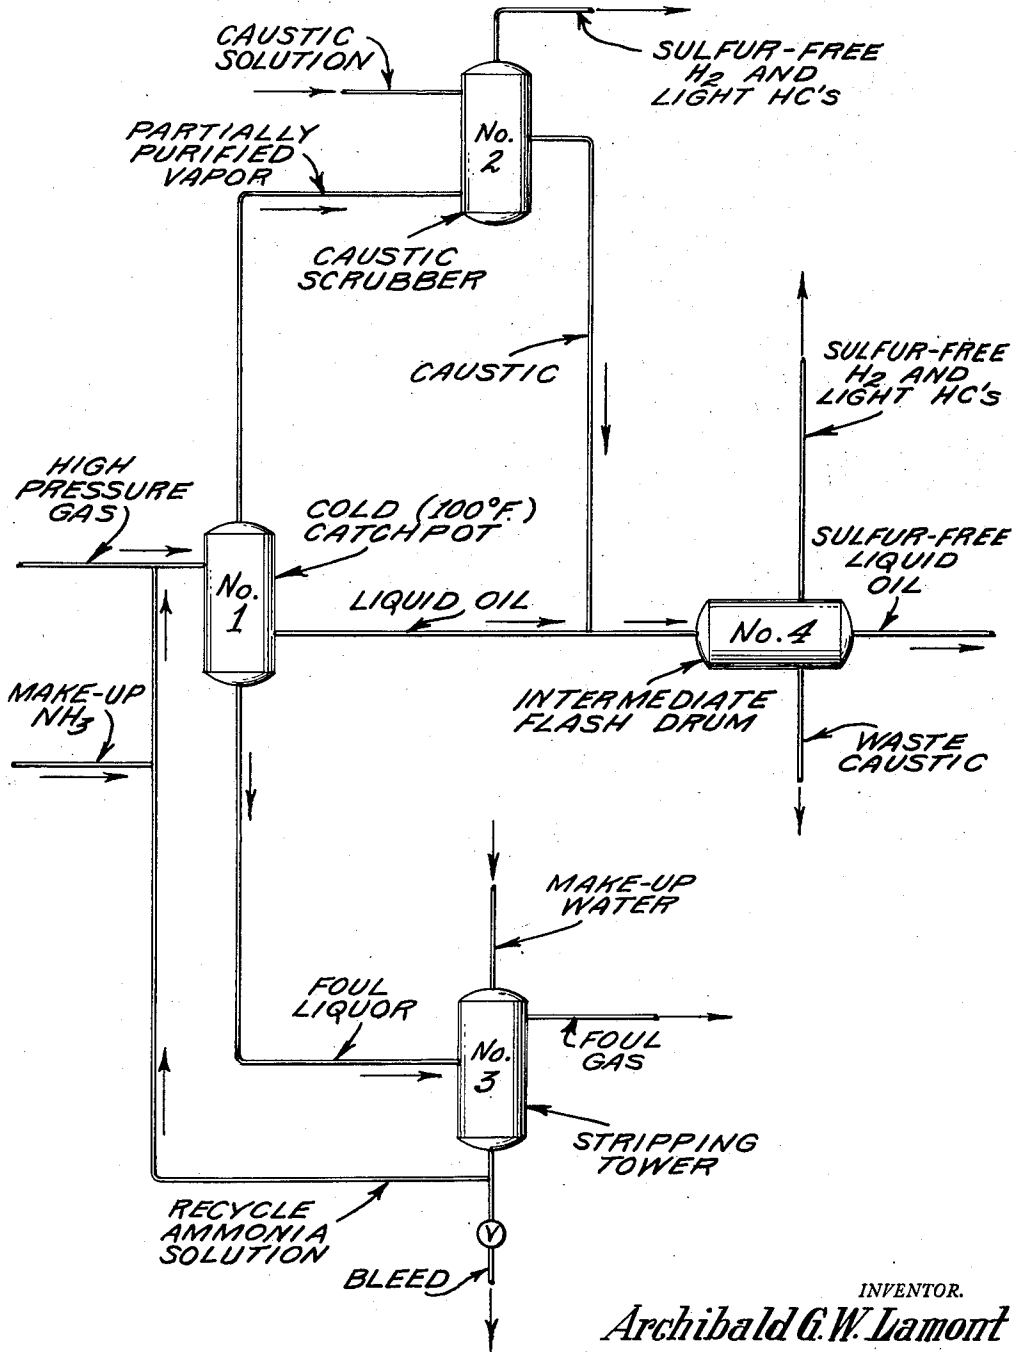 CAUSTIC
SOLUTION
SULFUR-FREE
H2 AND
LIGHT HC'S
PARTIALLY
PURIFIED
VAPOR
No.
2
CAUSTIC
SCRUBBER
CAUSTIC
SULFUR-FREE
H2 AND
LIGHT HC'S
HIGH
PRESSURE
GAS
COLD (100°F.)
CATCHPOT
No.
1
LIQUID OIL
SULFUR-FREE
LIQUID
OIL
No. 4
MAKE-UP
NH3
INTERMEDIATE
FLASH DRUM
WASTE
CAUSTIC
MAKE-UP
WATER
FOUL
LIQUOR
No.
3
FOUL
GAS
STRIPPING
TOWER
RECYCLE
AMMONIA
SOLUTION
V
BLEED
INVENTOR.
Archibald G.W. Lamont